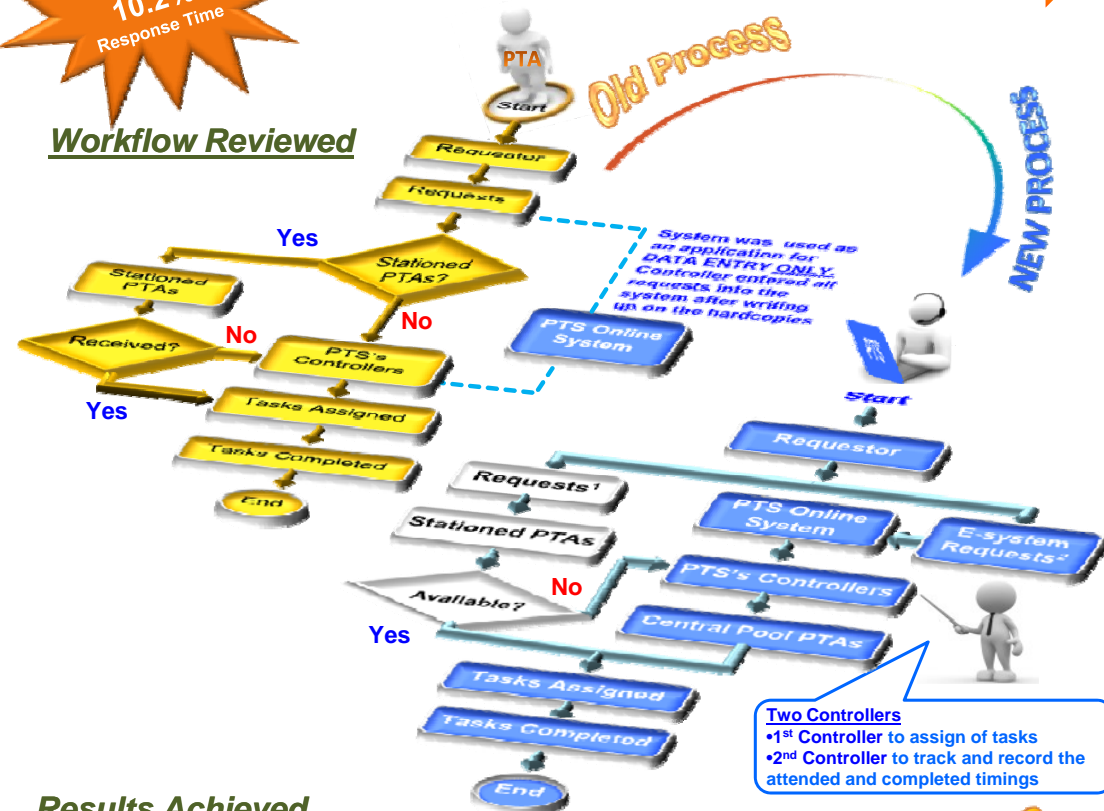 10.2%
Response Time
PTA
Start
Old Process
NEW PROCESS
Workflow Reviewed
Requestor
Requests
Yes
Stationed
PTAs?
No
Stationed
PTAs
Received?
No
Yes
PTS's
Controllers
Tasks Assigned
Tasks Completed
End
System was used as
an application for
DATA ENTRY ONLY.
Controller entered all
requests into the
system after writing
up on the hardcopies
PTS Online
System
PTS
Start
Requestor
Requests¹
Stationed PTAs
Available?
No
Yes
PTS Online
System
E-system
Requests²
PTS's Controllers
Central Pool PTAs
Tasks Assigned
Tasks Completed
End
Two Controllers
•1st Controller to assign of tasks
•2nd Controller to track and record the
attended and completed timings
Results Achieved